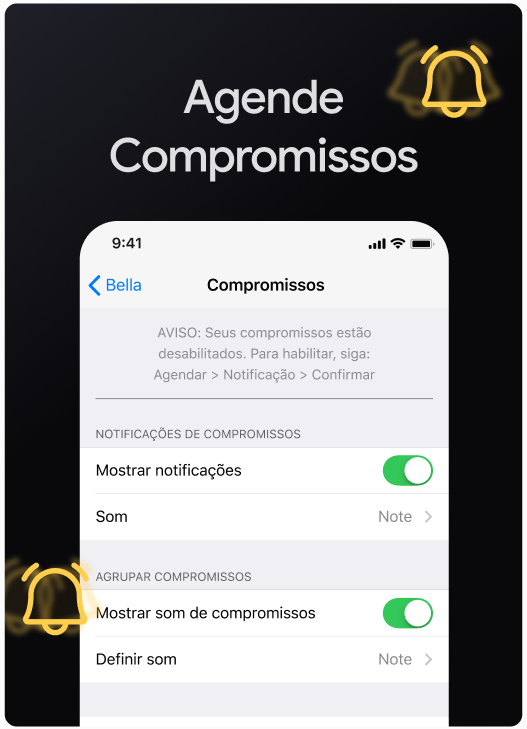 Agende
Compromissos
9:41
Bella
Compromissos
AVISO: Seus compromissos estão
desabilitados. Para habilitar, siga:
Agendar > Notificação > Confirmar
NOTIFICAÇÕES DE COMPROMISSOS
Mostrar notificações
Som Note
AGRUPAR COMPROMISSOS
Mostrar som de compromissos
Definir som Note